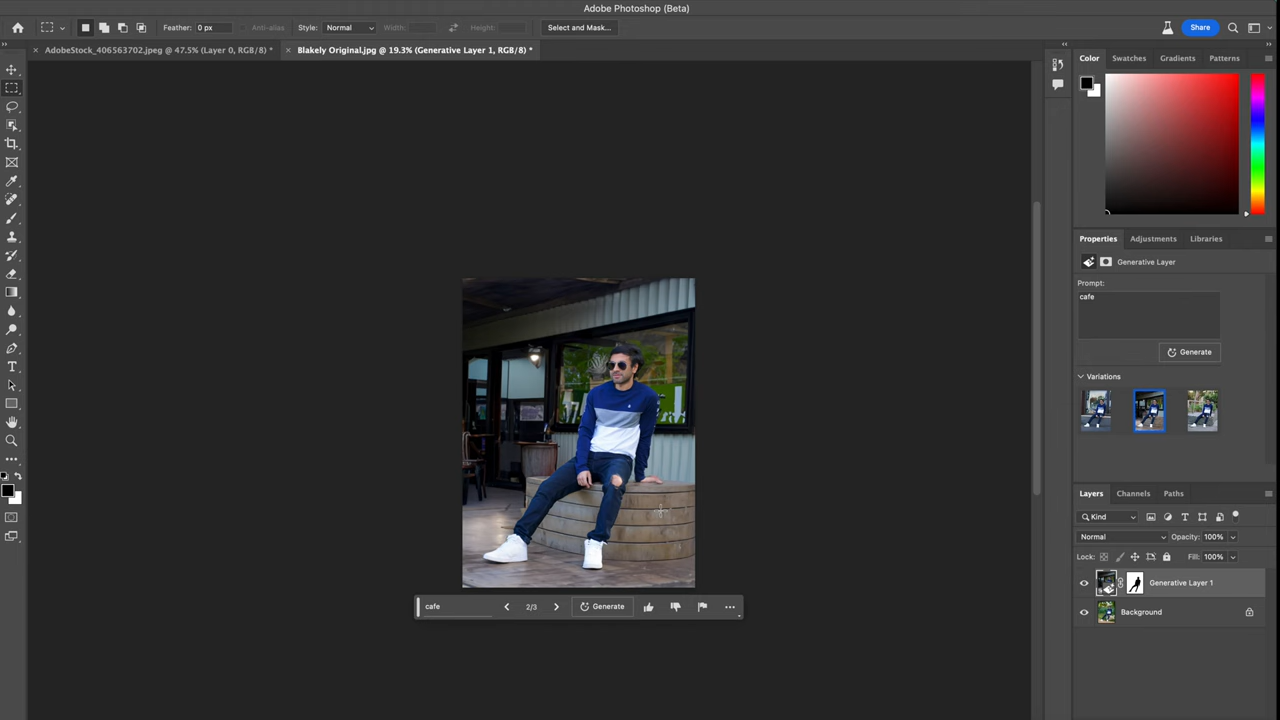 Adobe Photoshop (Beta)
Feather: 0 px Anti-alias Style: Normal Width: Height: Select and Mask... Share
AdobeStock_406563702.jpeg @ 47.5% (Layer 0, RGB/8) * Blakely Original.jpg @ 19.3% (Generative Layer 1, RGB/8) *
Color Swatches Gradients Patterns
Properties Adjustments Libraries
Generative Layer
Prompt:
cafe
Generate
Variations
cafe 2/3 Generate
Layers Channels Paths
Kind
Normal Opacity: 100%
Lock: Fill: 100%
Generative Layer 1
Background